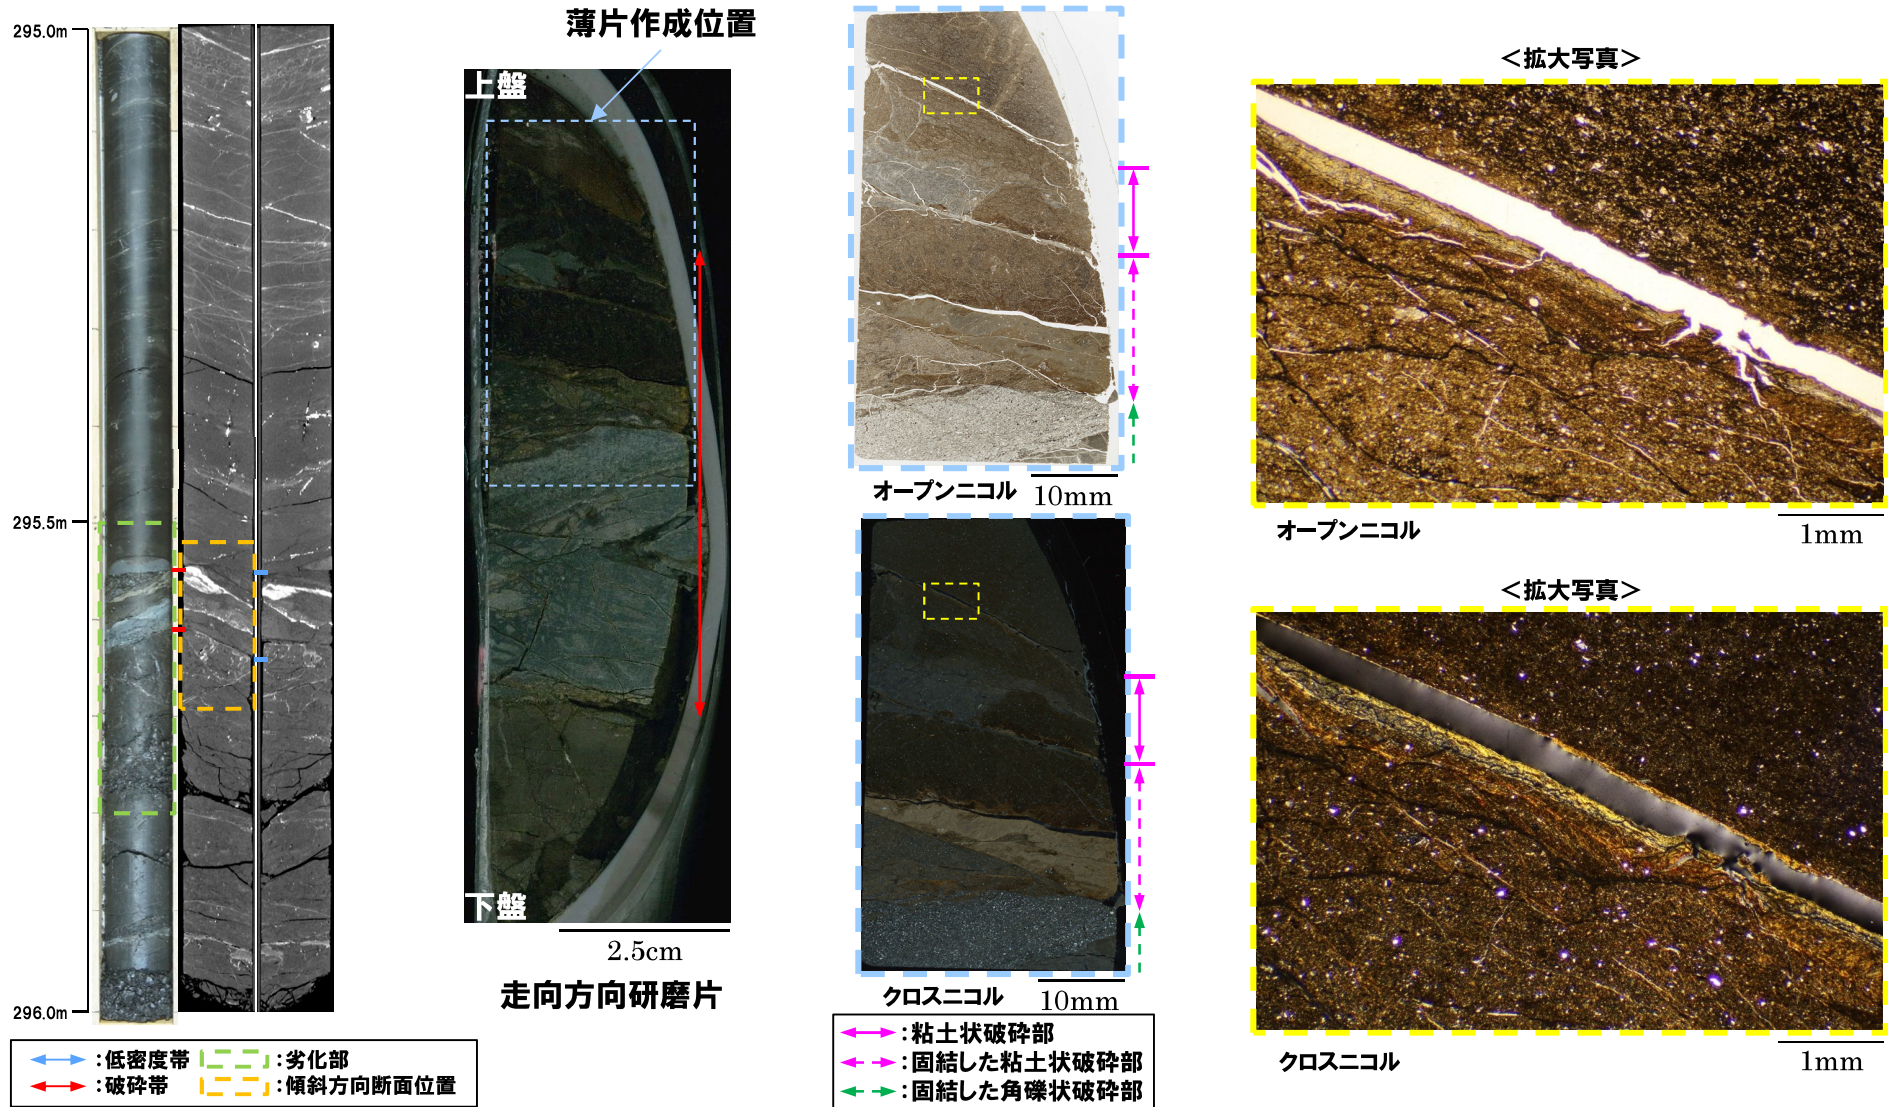 295.0m
295.5m
296.0m
:低密度帯
:劣化部
:破砕帯
:傾斜方向断面位置
薄片作成位置
上盤
下盤
2.5cm
走向方向研磨片
オープンニコル
10mm
クロスニコル
10mm
:粘土状破砕部
:固結した粘土状破砕部
:固結した角礫状破砕部
＜拡大写真＞
オープンニコル
1mm
＜拡大写真＞
クロスニコル
1mm